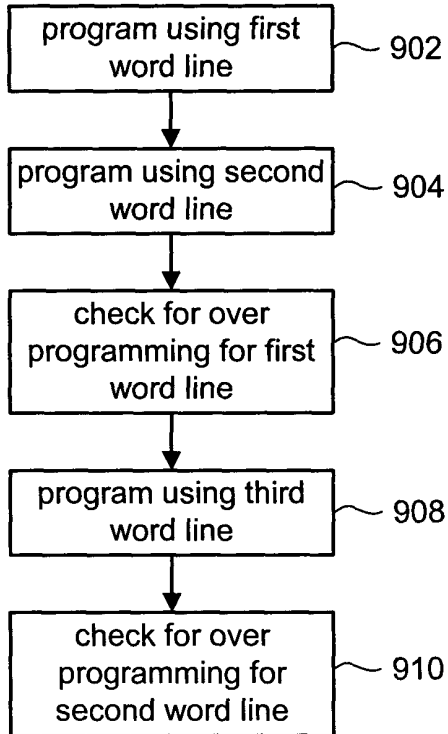 program using first
word line
902
program using second
word line
904
check for over
programming for first
word line
906
program using third
word line
908
check for over
programming for
second word line
910